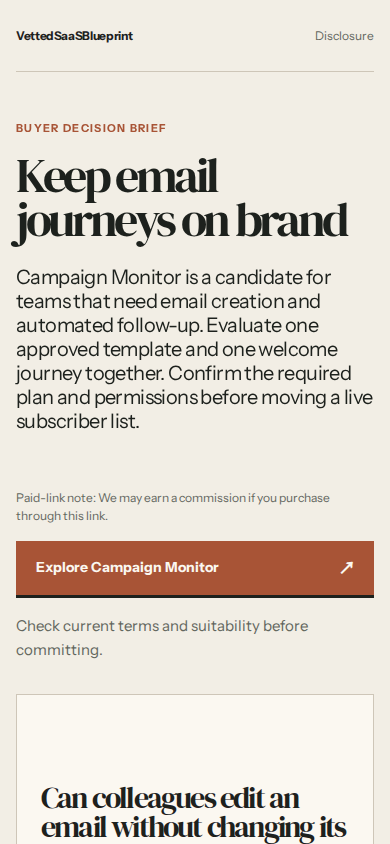 VettedSaaSBlueprint
Disclosure
BUYER DECISION BRIEF
Keep email
journeys on brand
Campaign Monitor is a candidate for
teams that need email creation and
automated follow-up. Evaluate one
approved template and one welcome
journey together. Confirm the required
plan and permissions before moving a live
subscriber list.
Paid-link note: We may earn a commission if you purchase
through this link.
Explore Campaign Monitor ↗
Check current terms and suitability before
committing.
Can colleagues edit an
email without changing its